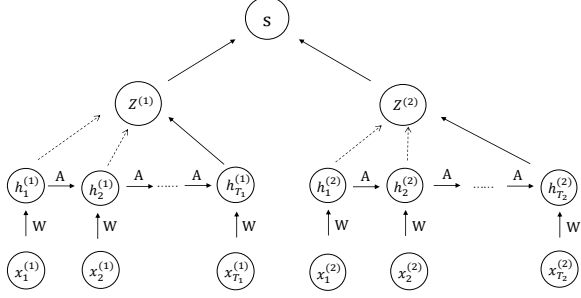 s
Z^{(1)} Z^{(2)}
h_1^{(1)} A h_2^{(1)} A ...... A h_{T_1}^{(1)} h_1^{(2)} A h_2^{(2)} A ...... A h_{T_2}^{(2)}
W W W W W W
x_1^{(1)} x_2^{(1)} x_{T_1}^{(1)} x_1^{(2)} x_2^{(2)} x_{T_2}^{(2)}